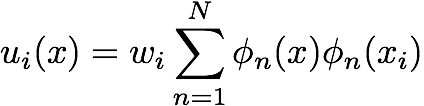 $u_i(x) = w_i \sum_{n=1}^{N} \phi_n(x) \phi_n(x_i)$